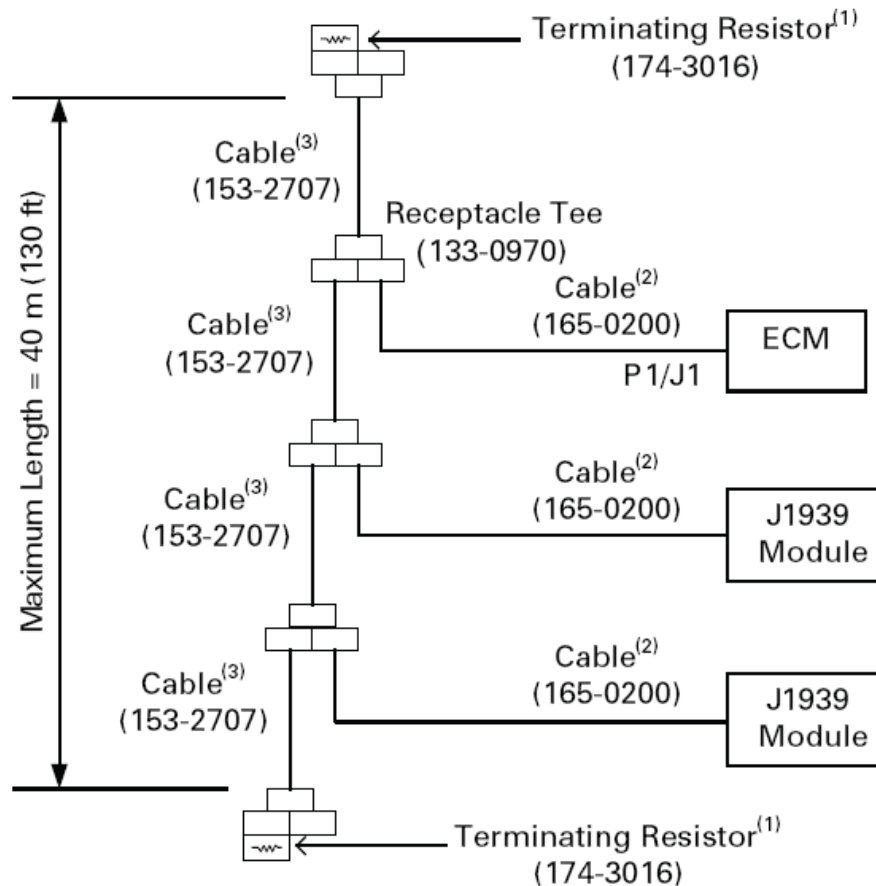 Terminating Resistor(1)
(174-3016)
Cable(3)
(153-2707)
Receptacle Tee
(133-0970)
Cable(2)
(165-0200)
ECM
P1/J1
Cable(3)
(153-2707)
Maximum Length = 40 m (130 ft)
Cable(2)
(165-0200)
J1939
Module
Cable(3)
(153-2707)
Cable(2)
(165-0200)
J1939
Module
Cable(3)
(153-2707)
Terminating Resistor(1)
(174-3016)